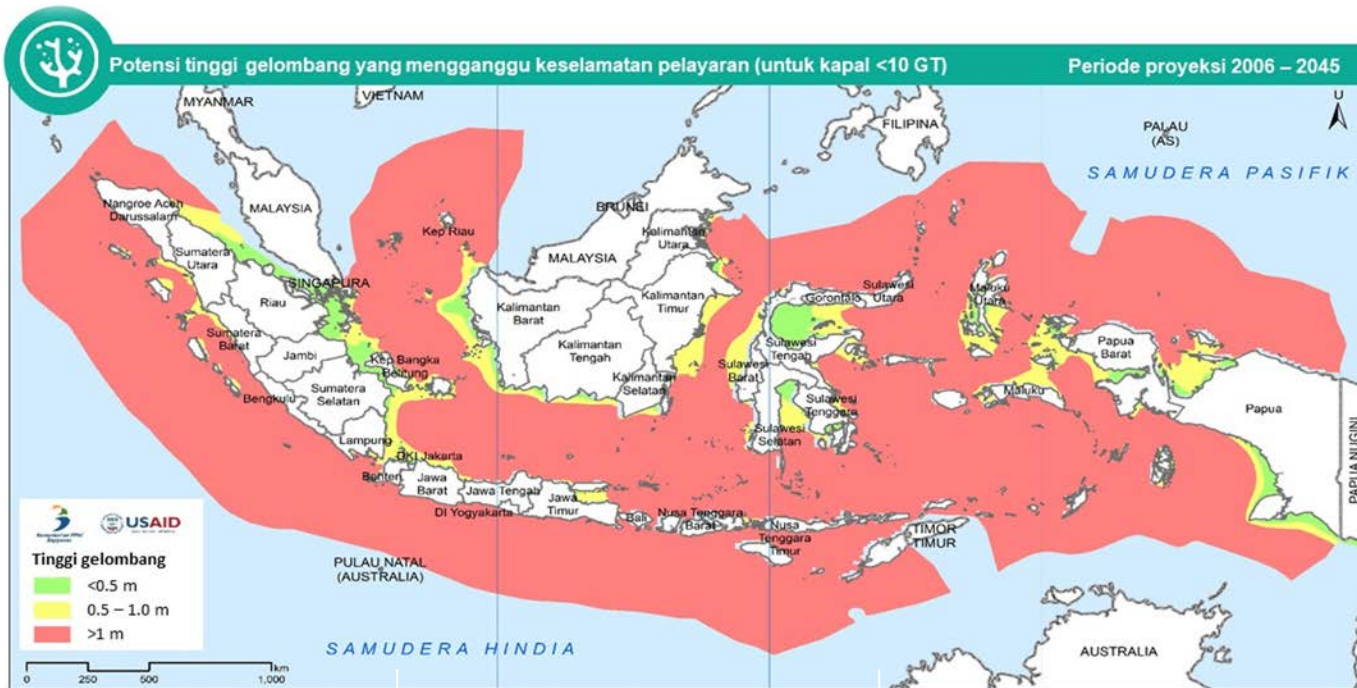 Potensi tinggi gelombang yang mengganggu keselamatan pelayaran (untuk kapal <10 GT)
Periode proyeksi 2006 – 2045
MYANMAR
VIETNAM
FILIPINA
PALAU
(AS)
U
SAMUDERA PASIFIK
Nangroe Aceh
Darussalam
MALAYSIA
Kep Riau
BRUNEI
Kalimantan
Utara
MALAYSIA
Sumatera
Utara
SINGAPURA
Riau
Kalimantan
Barat
Kalimantan
Timur
Gorontalo
Sulawesi
Utara
Maluku
Utara
Sumatera
Barat
Jambi
Kep Bangka
Belitung
Kalimantan
Tengah
Sulawesi
Tengah
Papua
Barat
Sulawesi
Barat
Kalimantan
Selatan
Bengkulu
Sumatera
Selatan
Sulawesi
Tenggara
Maluku
Papua
Sulawesi
Selatan
Lampung
DKI Jakarta
Banten
Jawa
Barat
Jawa Tengah
Jawa
Timur
DI Yogyakarta
Bali
Nusa Tenggara
Barat
Nusa
Tenggara
Timur
TIMOR
TIMUR
PAPUA NUGINI
PULAU NATAL
(AUSTRALIA)
SAMUDERA HINDIA
AUSTRALIA
USAID
Tinggi gelombang
<0.5 m
0.5 – 1.0 m
>1 m
0 250 500 1,000
km